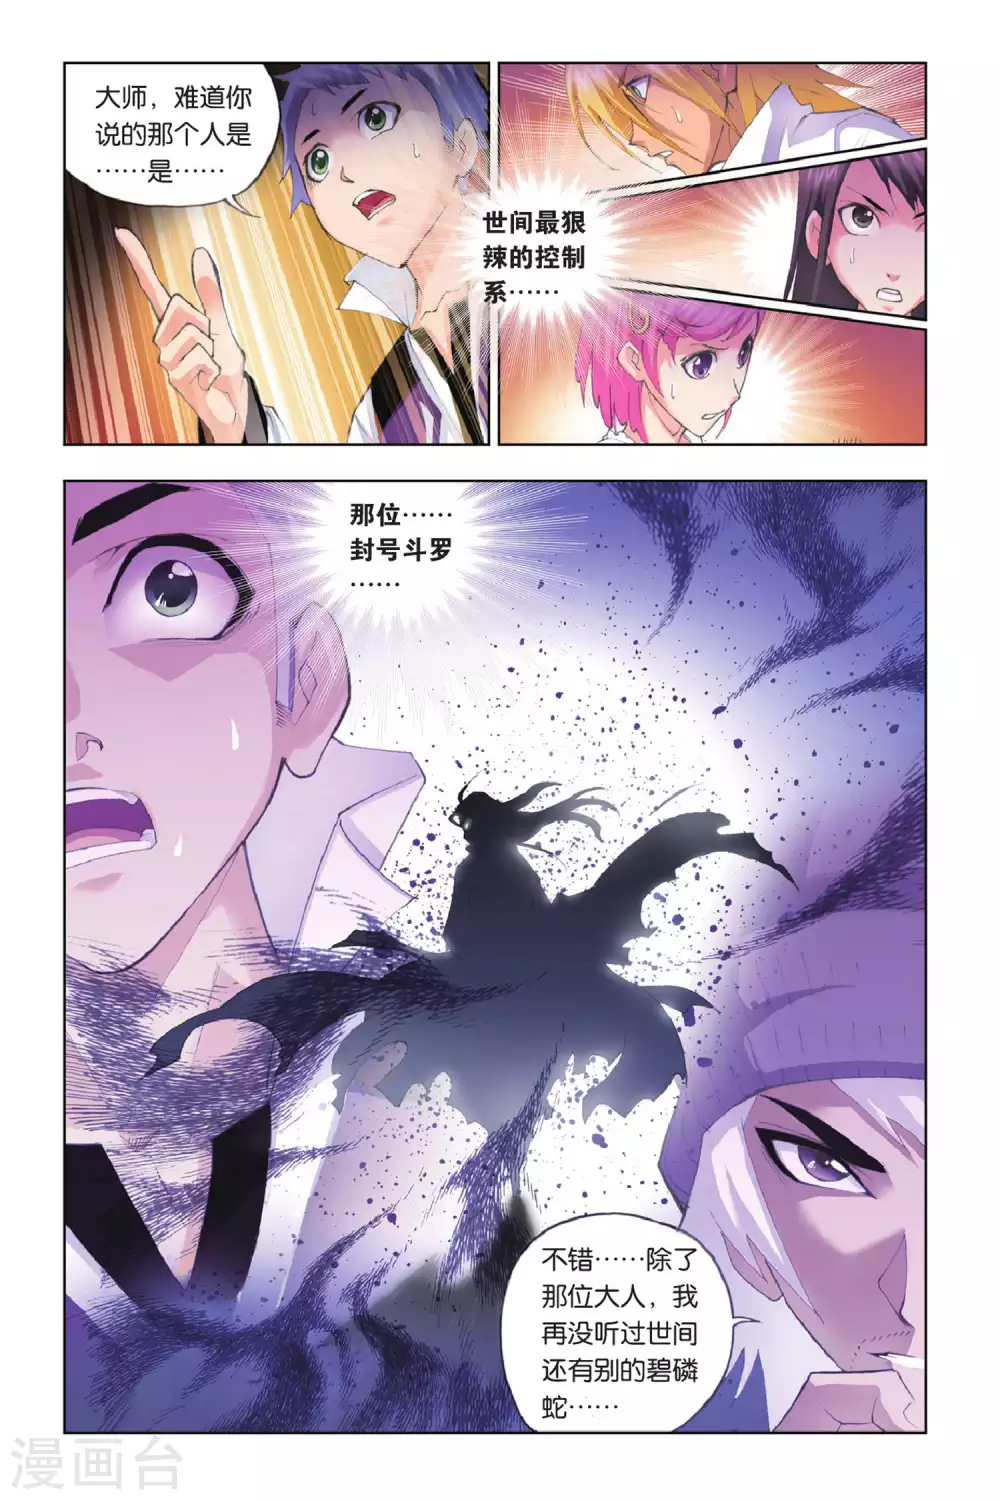 大师，难道你
说的那个人是
……是……
世间最狠
辣的控制
系……
那位……
封号斗罗
……
不错……除了
那位大人，我
再没听过世间
还有别的碧磷
蛇……
漫画台